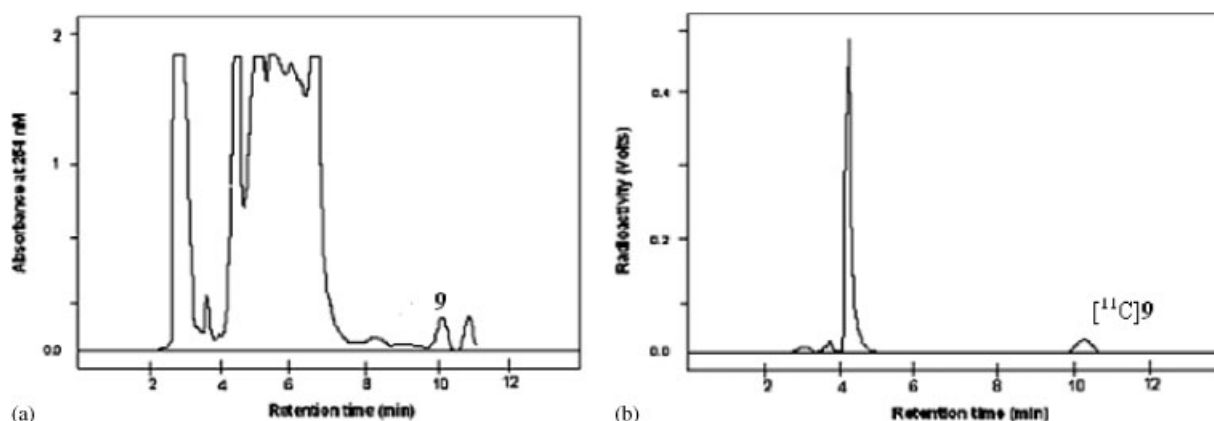 2
1
0.0
Absorbance at 254 nM
9
2 4 6 8 10 12
Retention time (min)
(a)
0.4
0.2
0.0
Radioactivity (Volts)
[¹¹C]9
2 4 6 8 10 12
Retention time (min)
(b)